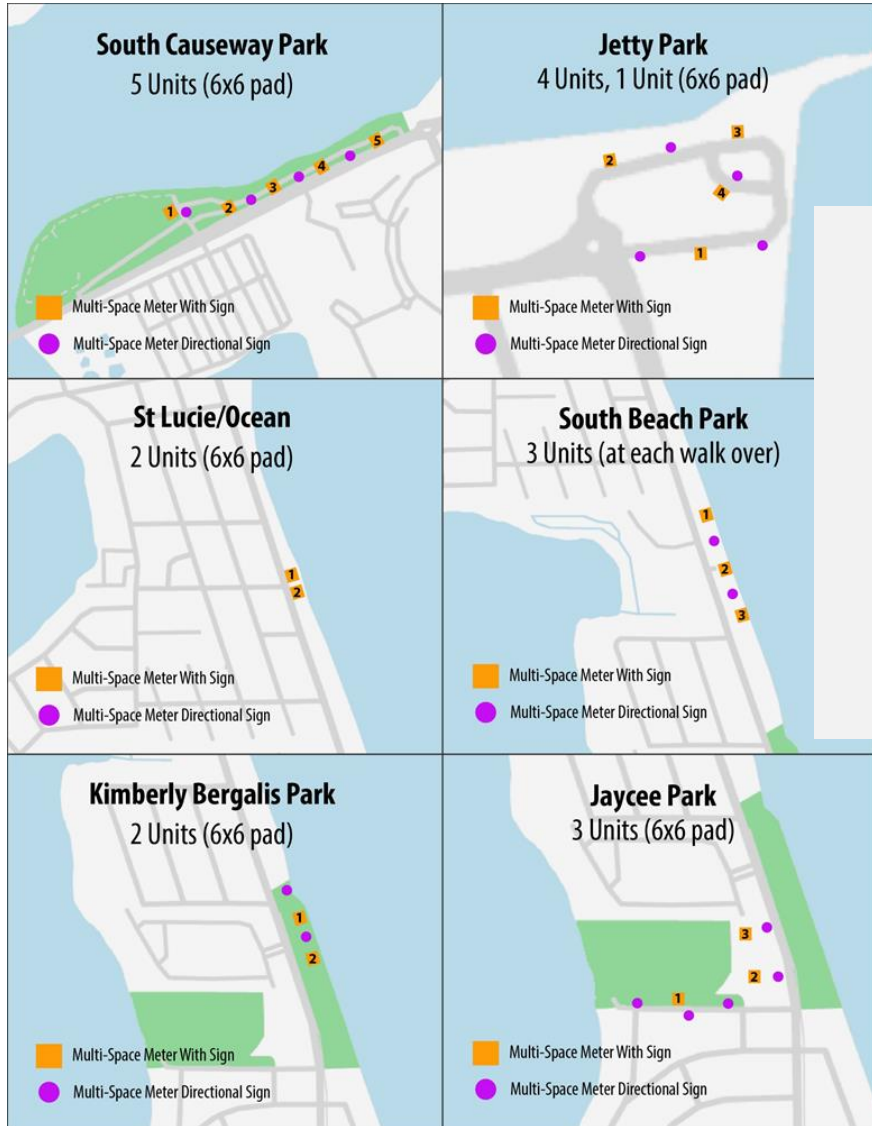 South Causeway Park
5 Units (6x6 pad)
5
4
3
2
1
Multi-Space Meter With Sign
Multi-Space Meter Directional Sign
Jetty Park
4 Units, 1 Unit (6x6 pad)
3
2
4
1
Multi-Space Meter With Sign
Multi-Space Meter Directional Sign
St Lucie/Ocean
2 Units (6x6 pad)
1
2
Multi-Space Meter With Sign
Multi-Space Meter Directional Sign
South Beach Park
3 Units (at each walk over)
1
2
3
Multi-Space Meter With Sign
Multi-Space Meter Directional Sign
Kimberly Bergalis Park
2 Units (6x6 pad)
1
2
Multi-Space Meter With Sign
Multi-Space Meter Directional Sign
Jaycee Park
3 Units (6x6 pad)
3
2
1
Multi-Space Meter With Sign
Multi-Space Meter Directional Sign